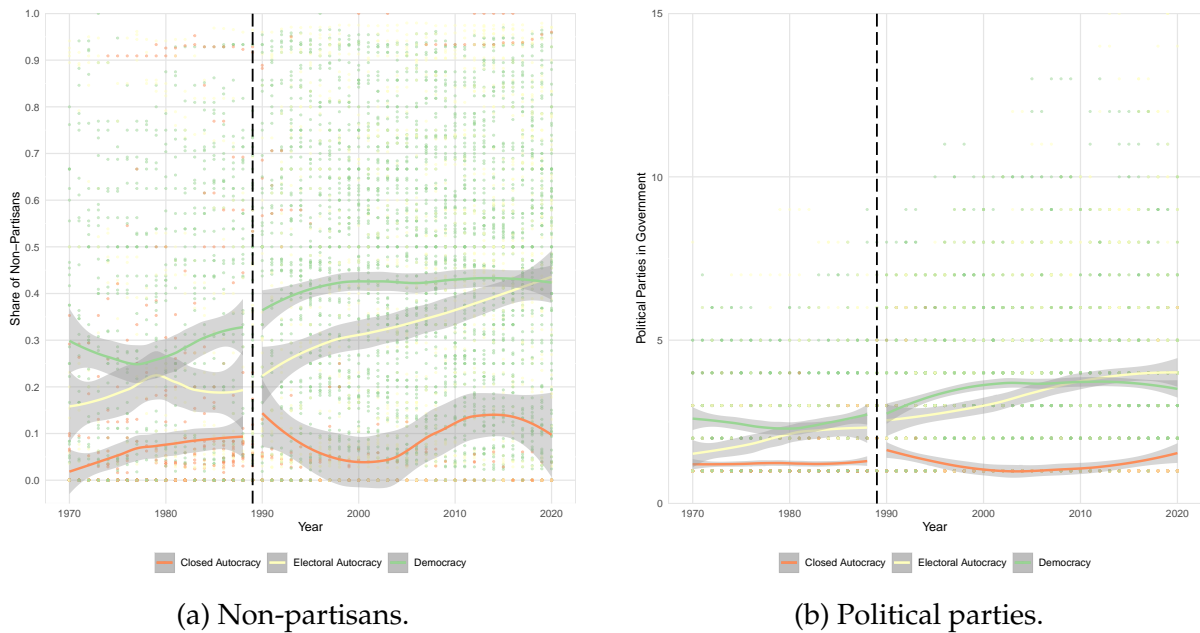 1.0
0.9
0.8
0.7
0.6
0.5
0.4
0.3
0.2
0.1
0.0
Share of Non–Partisans
1970 1980 1990 2000 2010 2020
Year
Closed Autocracy Electoral Autocracy Democracy
(a) Non-partisans.
15
10
5
0
Political Parties in Government
1970 1980 1990 2000 2010 2020
Year
Closed Autocracy Electoral Autocracy Democracy
(b) Political parties.